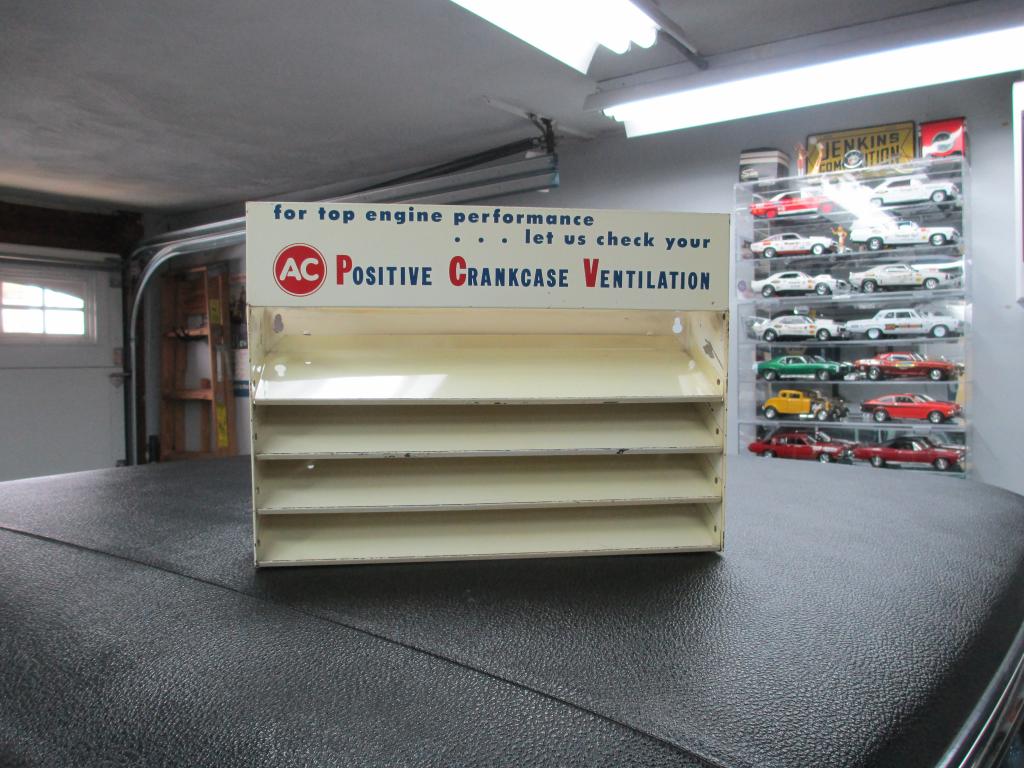 for top engine performance
. . . let us check your
AC Positive Crankcase Ventilation
JENKINS
COMPETITION